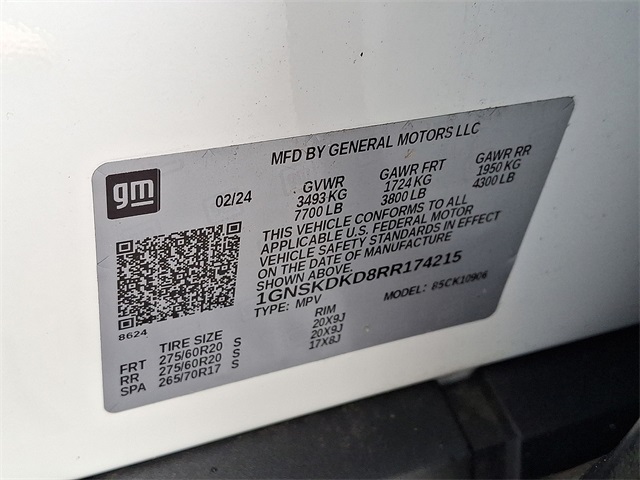 MFD BY GENERAL MOTORS LLC
gm
02/24
GVWR GAWR FRT GAWR RR
3493 KG 1724 KG 1950 KG
7700 LB 3800 LB 4300 LB
THIS VEHICLE CONFORMS TO ALL
APPLICABLE U.S. FEDERAL MOTOR
VEHICLE SAFETY STANDARDS IN EFFECT
ON THE DATE OF MANUFACTURE
SHOWN ABOVE.
1GNSKDKD8RR174215
TYPE: MPV MODEL: 85CK10906
8624
TIRE SIZE RIM
FRT 275/60R20 S 20X9J
RR 275/60R20 S 20X9J
SPA 265/70R17 S 17X8J